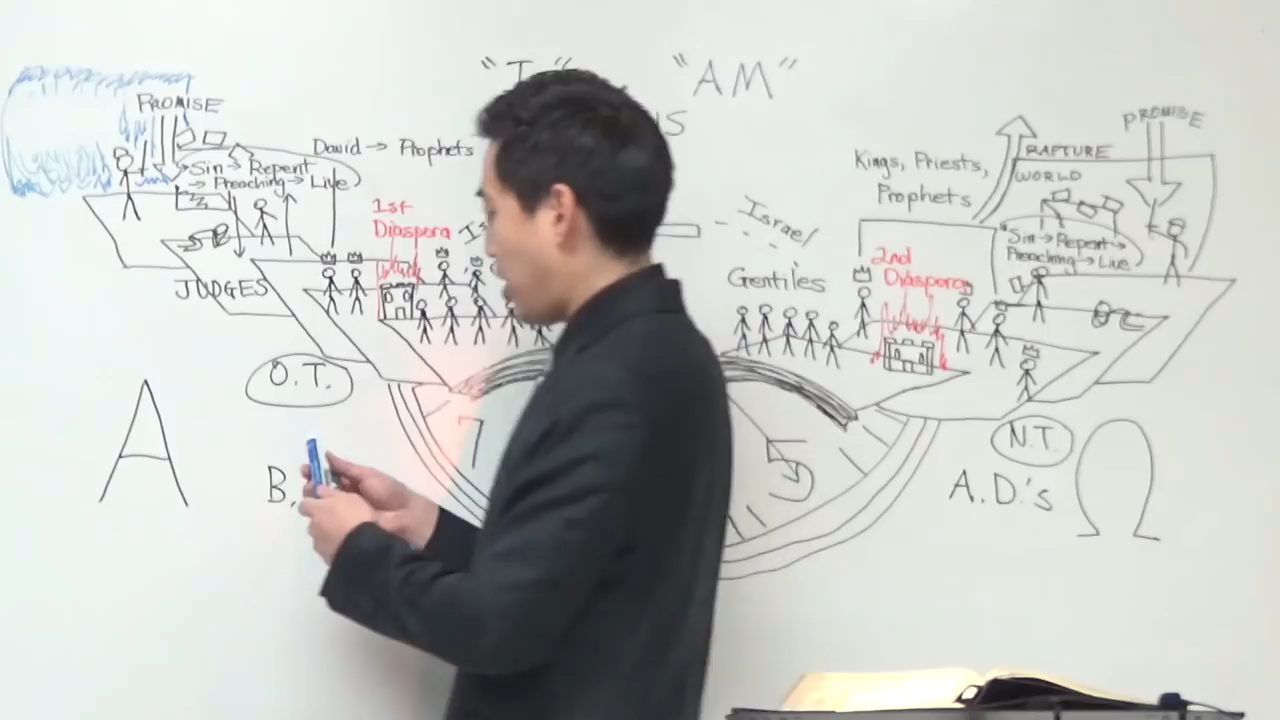 "AM"
PROMISE
Sin → Repent
→ Preaching → Live
David → Prophets
1st
Diaspora
JUDGES
O.T.
A
B.
7
Israel
Gentiles
Kings, Priests,
Prophets
2nd
Diaspora
RAPTURE
WORLD
PROMISE
Sin → Repent →
Preaching → Live
5
N.T.
A.D.'s
Ω